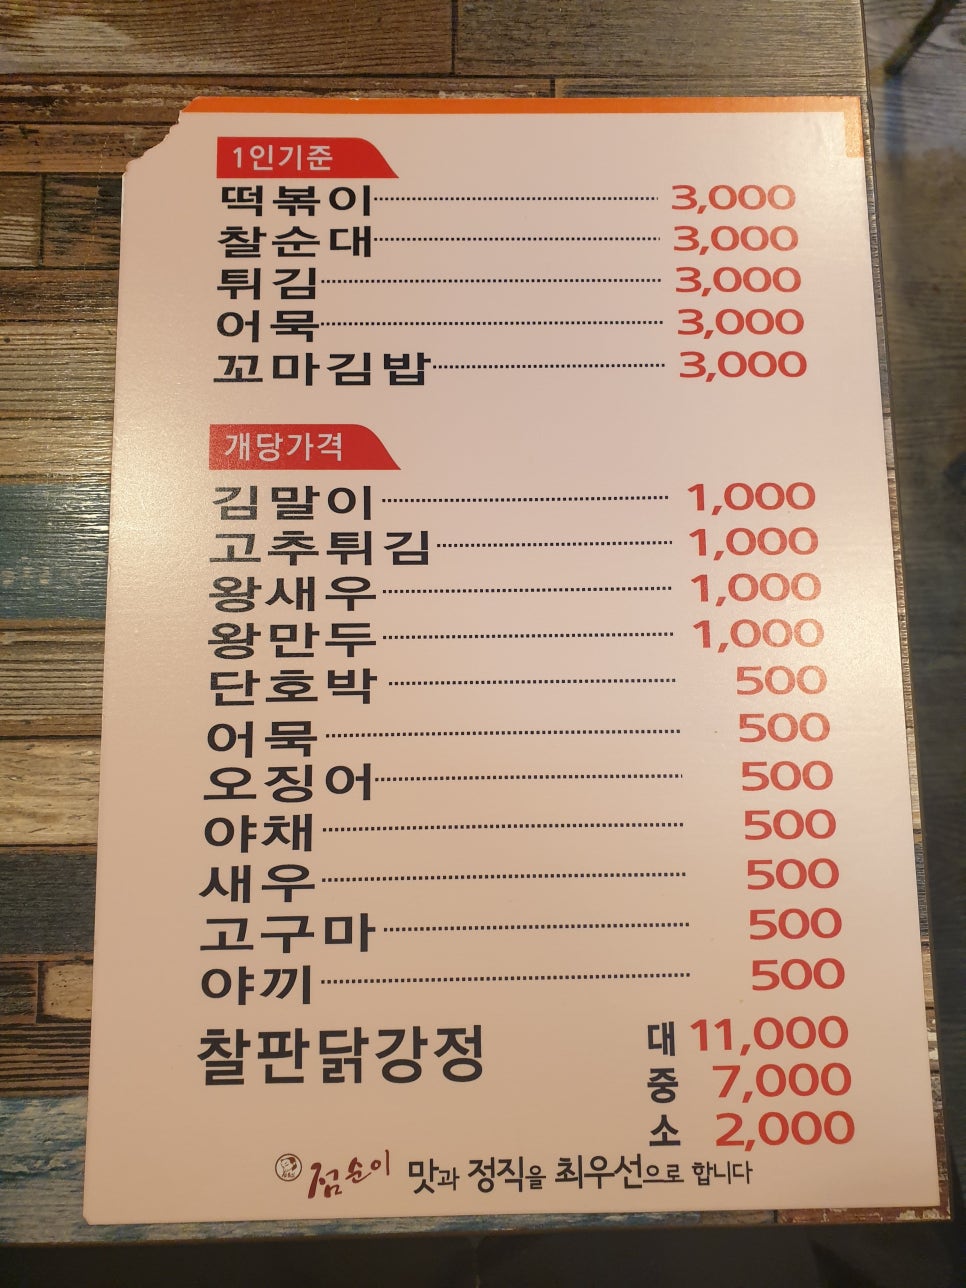 1인기준
떡볶이 3,000
찰순대 3,000
튀김 3,000
어묵 3,000
꼬마김밥 3,000
개당가격
김말이 1,000
고추튀김 1,000
왕새우 1,000
왕만두 1,000
단호박 500
어묵 500
오징어 500
야채 500
새우 500
고구마 500
야끼 500
찰판닭강정 대 11,000
중 7,000
소 2,000
점순이 맛과 정직을 최우선으로 합니다